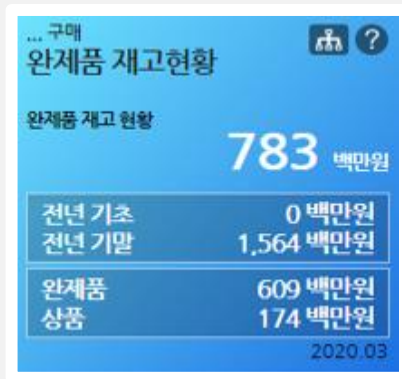 ... 구매
완제품 재고현황
?
완제품 재고 현황
783 백만원
전년 기초 0 백만원
전년 기말 1,564 백만원
완제품 609 백만원
상품 174 백만원
2020.03